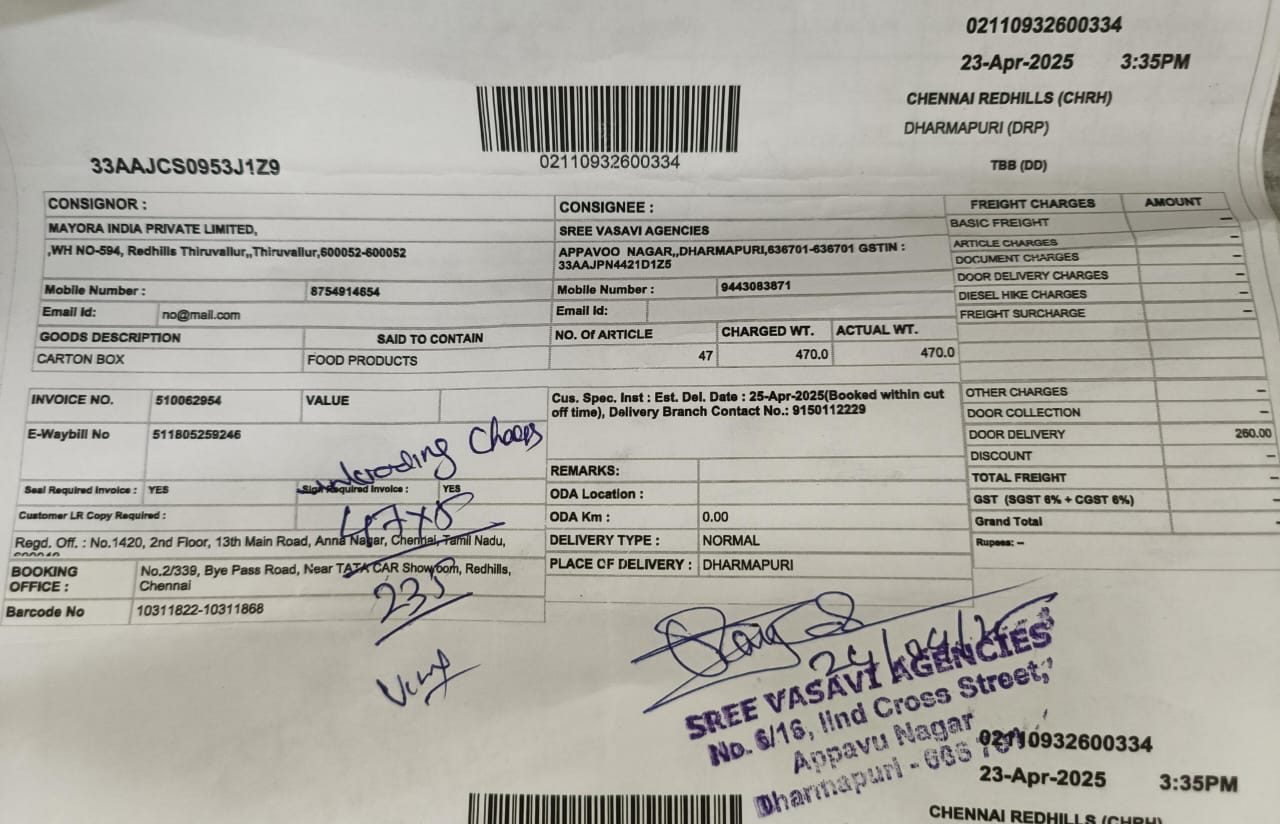 02110932600334
23-Apr-2025 3:35PM
CHENNAI REDHILLS (CHRH)
DHARMAPURI (DRP)
TBB (DD)
02110932600334
33AAJCS0953J1Z9
CONSIGNOR :
MAYORA INDIA PRIVATE LIMITED,
,WH NO-594, Redhills Thiruvallur,,Thiruvallur,600052-600052
Mobile Number : 8754914654
Email Id: no@mail.com
GOODS DESCRIPTION SAID TO CONTAIN
CARTON BOX FOOD PRODUCTS
CONSIGNEE :
SREE VASAVI AGENCIES
APPAVOO NAGAR,,DHARMAPURI,636701-636701 GSTIN :
33AAJPN4421D1Z5
Mobile Number : 9443083871
Email Id:
NO. Of ARTICLE CHARGED WT. ACTUAL WT.
47 470.0 470.0
FREIGHT CHARGES AMOUNT
BASIC FREIGHT –
ARTICLE CHARGES –
DOCUMENT CHARGES –
DOOR DELIVERY CHARGES –
DIESEL HIKE CHARGES –
FREIGHT SURCHARGE –
OTHER CHARGES –
DOOR COLLECTION –
DOOR DELIVERY 260.00
DISCOUNT –
TOTAL FREIGHT –
GST (SGST 6% + CGST 6%) –
Grand Total -
Rupees: –
INVOICE NO. 510062954 VALUE
E-Waybill No 511805259246
unloading
Seal Required Invoice : YES Sign Required Invoice : YES
Customer LR Copy Required :
47x5
Regd. Off. : No.1420, 2nd Floor, 13th Main Road, Anna Nagar, Chennai, Tamil Nadu,
BOOKING OFFICE : No.2/339, Bye Pass Road, Near TATA CAR Showroom, Redhills, Chennai
235
Barcode No 10311822-10311868
Cus. Spec. Inst : Est. Del. Date : 25-Apr-2025(Booked within cut
off time), Delivery Branch Contact No.: 9150112229
REMARKS:
ODA Location :
ODA Km : 0.00
DELIVERY TYPE : NORMAL
PLACE OF DELIVERY : DHARMAPURI
24/04/25
SREE VASAVI AGENCIES
No. 6/16, IInd Cross Street,
Appavu Nagar
Dharmapuri -
02110932600334
23-Apr-2025 3:35PM
CHENNAI REDHILLS (CHRH)